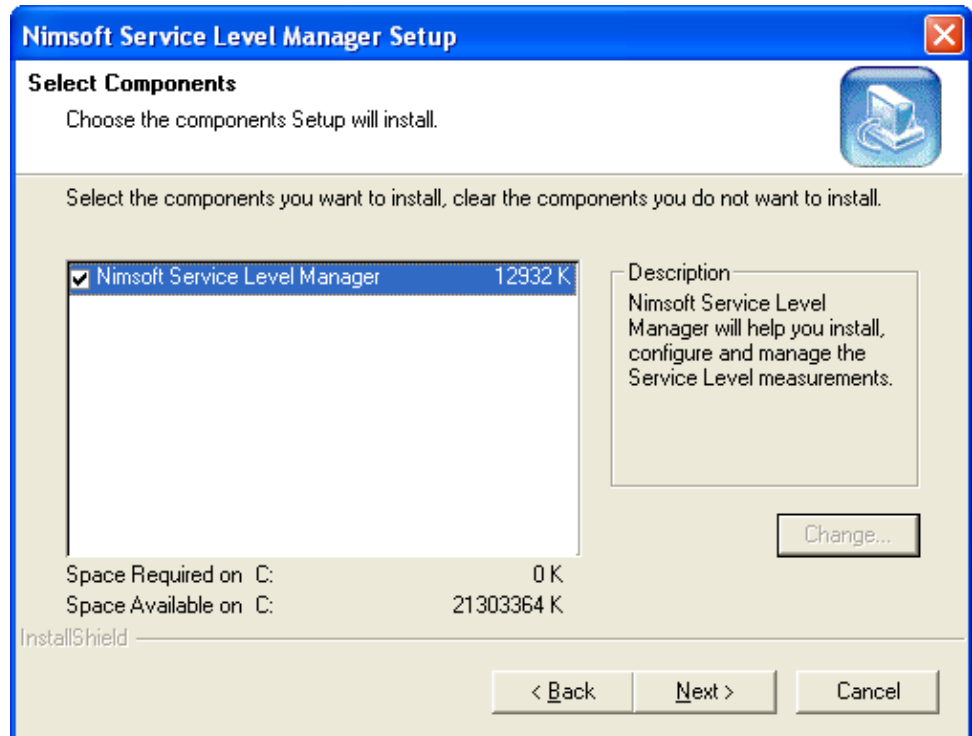 Nimsoft Service Level Manager Setup
Select Components
Choose the components Setup will install.
Select the components you want to install, clear the components you do not want to install.
Nimsoft Service Level Manager 12932 K
Description
Nimsoft Service Level
Manager will help you install,
configure and manage the
Service Level measurements.
Change...
Space Required on C: 0 K
Space Available on C: 21303364 K
InstallShield
< Back Next > Cancel